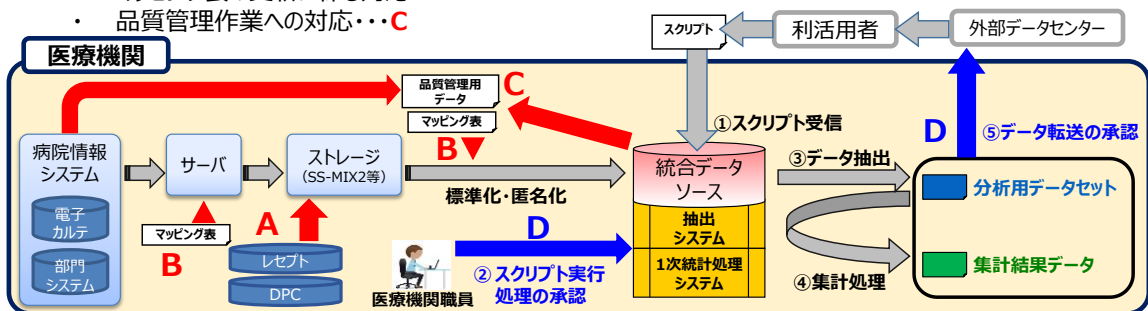 ・ 品質管理作業への対応・・・C
スクリプト
利活用者
外部データセンター
医療機関
品質管理用
データ
C
マッピング表
B
①スクリプト受信
D
⑤データ転送の承認
病院情報
システム
電子
カルテ
部門
システム
サーバ
ストレージ
（SS-MIX2等）
標準化・匿名化
統合データ
ソース
③データ抽出
分析用データセット
マッピング表
B
A
レセプト
DPC
D
医療機関職員
② スクリプト実行
処理の承認
抽出
システム
1次統計処理
システム
④集計処理
集計結果データ